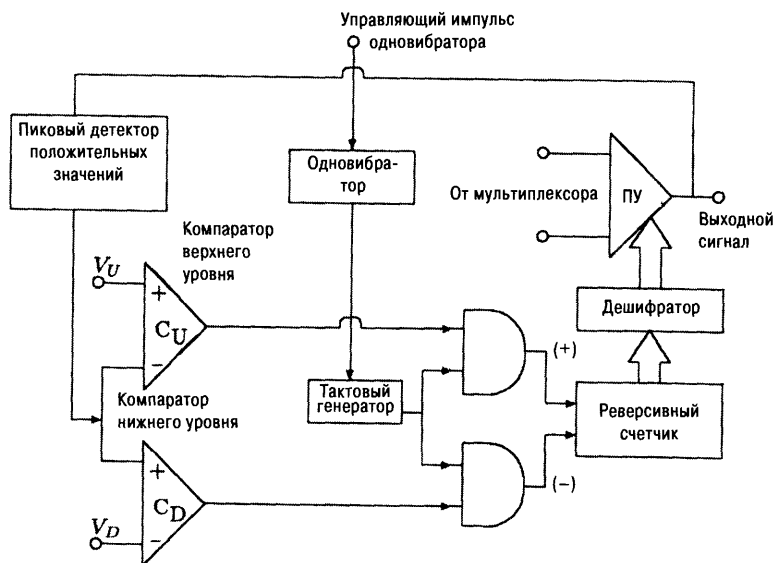 Управляющий импульс
одновибратора
Пиковый детектор
положительных
значений
Одновибра-
тор
От мультиплексора
ПУ
Выходной
сигнал
Компаратор
верхнего
уровня
V_U
+
C_U
−
Дешифратор
(+)
Тактовый
генератор
Реверсивный
счетчик
Компаратор
нижнего уровня
+
C_D
−
V_D
(−)